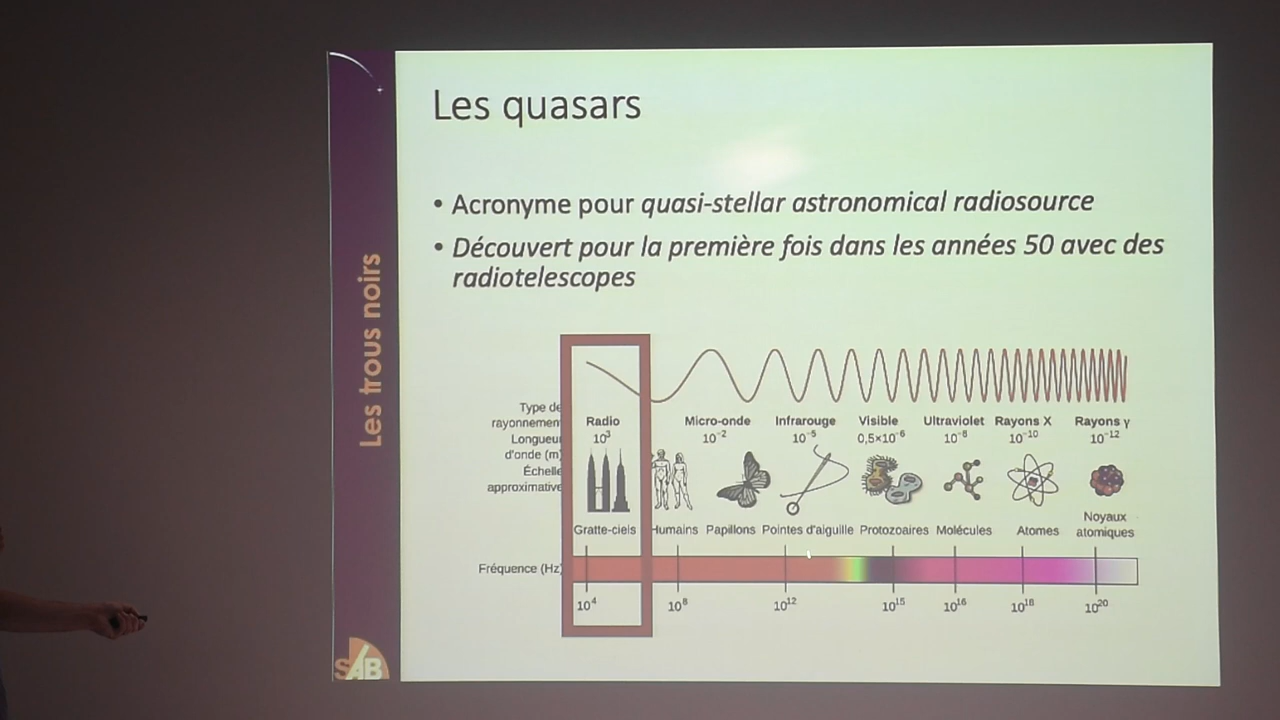 Les quasars
• Acronyme pour quasi-stellar astronomical radiosource
• Découvert pour la première fois dans les années 50 avec des
radiotelescopes
Les trous noirs
Type de
rayonnement
Radio Micro-onde Infrarouge Visible Ultraviolet Rayons X Rayons γ
Longueur
d'onde (m)
10³ 10⁻² 10⁻⁵ 0,5×10⁻⁶ 10⁻⁸ 10⁻¹⁰ 10⁻¹²
Échelle
approximative
Gratte-ciels Humains Papillons Pointes d'aiguille Protozoaires Molécules Atomes Noyaux
atomiques
Fréquence (Hz)
10⁴ 10⁸ 10¹² 10¹⁵ 10¹⁶ 10¹⁸ 10²⁰
SAB